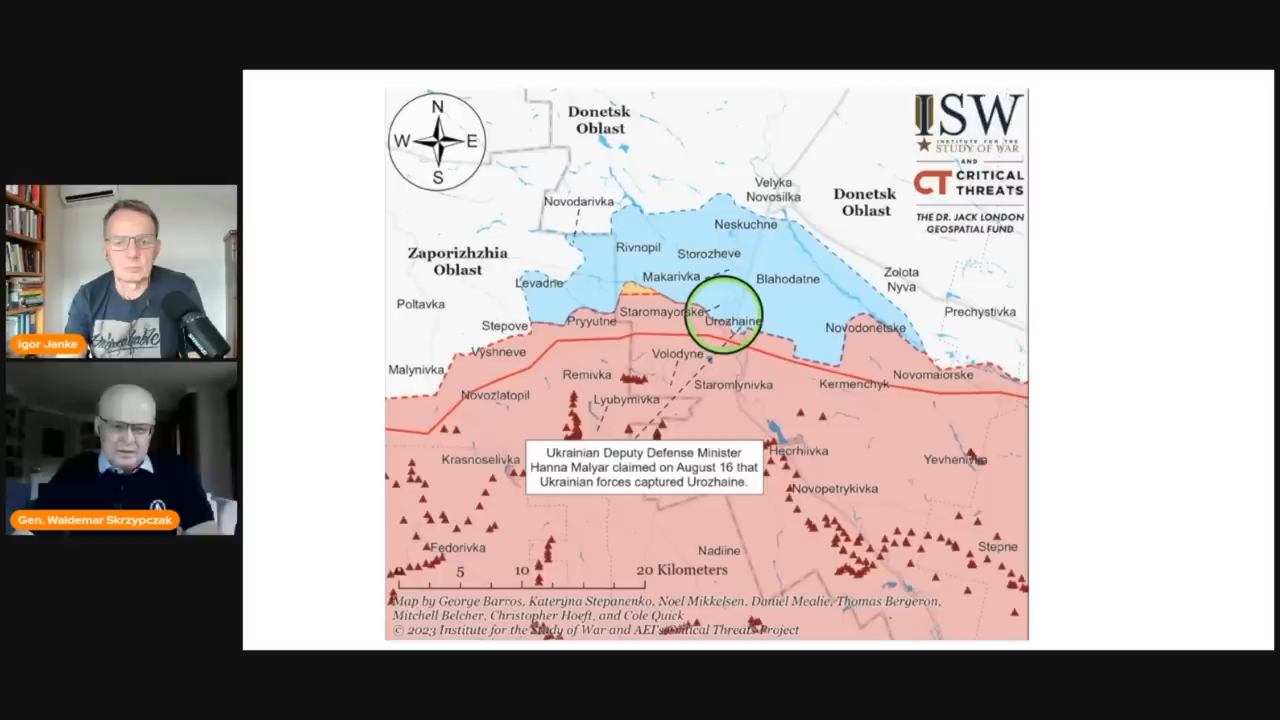 Igor Janke
Gen. Waldemar Skrzypczak
N
W
E
S
Donetsk
Oblast
ISW
INSTITUTE FOR THE
STUDY OF WAR
AND
CT CRITICAL
THREATS
THE DR. JACK LONDON
GEOSPATIAL FUND
Velyka
Novosilka
Donetsk
Oblast
Novodarivka
Neskuchne
Zaporizhzhia
Oblast
Rivnopil
Storozheve
Levadne
Makarivka
Blahodatne
Zolota
Nyva
Poltavka
Stepove
Pryyutne
Staromayorske
Urozhaine
Novodonetske
Prechystivka
Malynivka
Vyshneve
Volodyne
Remivka
Staromlynivka
Kermenchyk
Novomaiorske
Novozlatopil
Lyubymivka
Krasnoselivka
Ukrainian Deputy Defense Minister
Hanna Malyar claimed on August 16 that
Ukrainian forces captured Urozhaine.
Heorhiivka
Yevhenivka
Novopetrykivka
Fedorivka
Nadiine
Stepne
0 5 10 20 Kilometers
Map by George Barros, Kateryna Stepanenko, Noel Mikkelsen, Daniel Mealie, Thomas Bergeron,
Mitchell Belcher, Christopher Hoeft, and Cole Quick
© 2023 Institute for the Study of War and AEI's Critical Threats Project